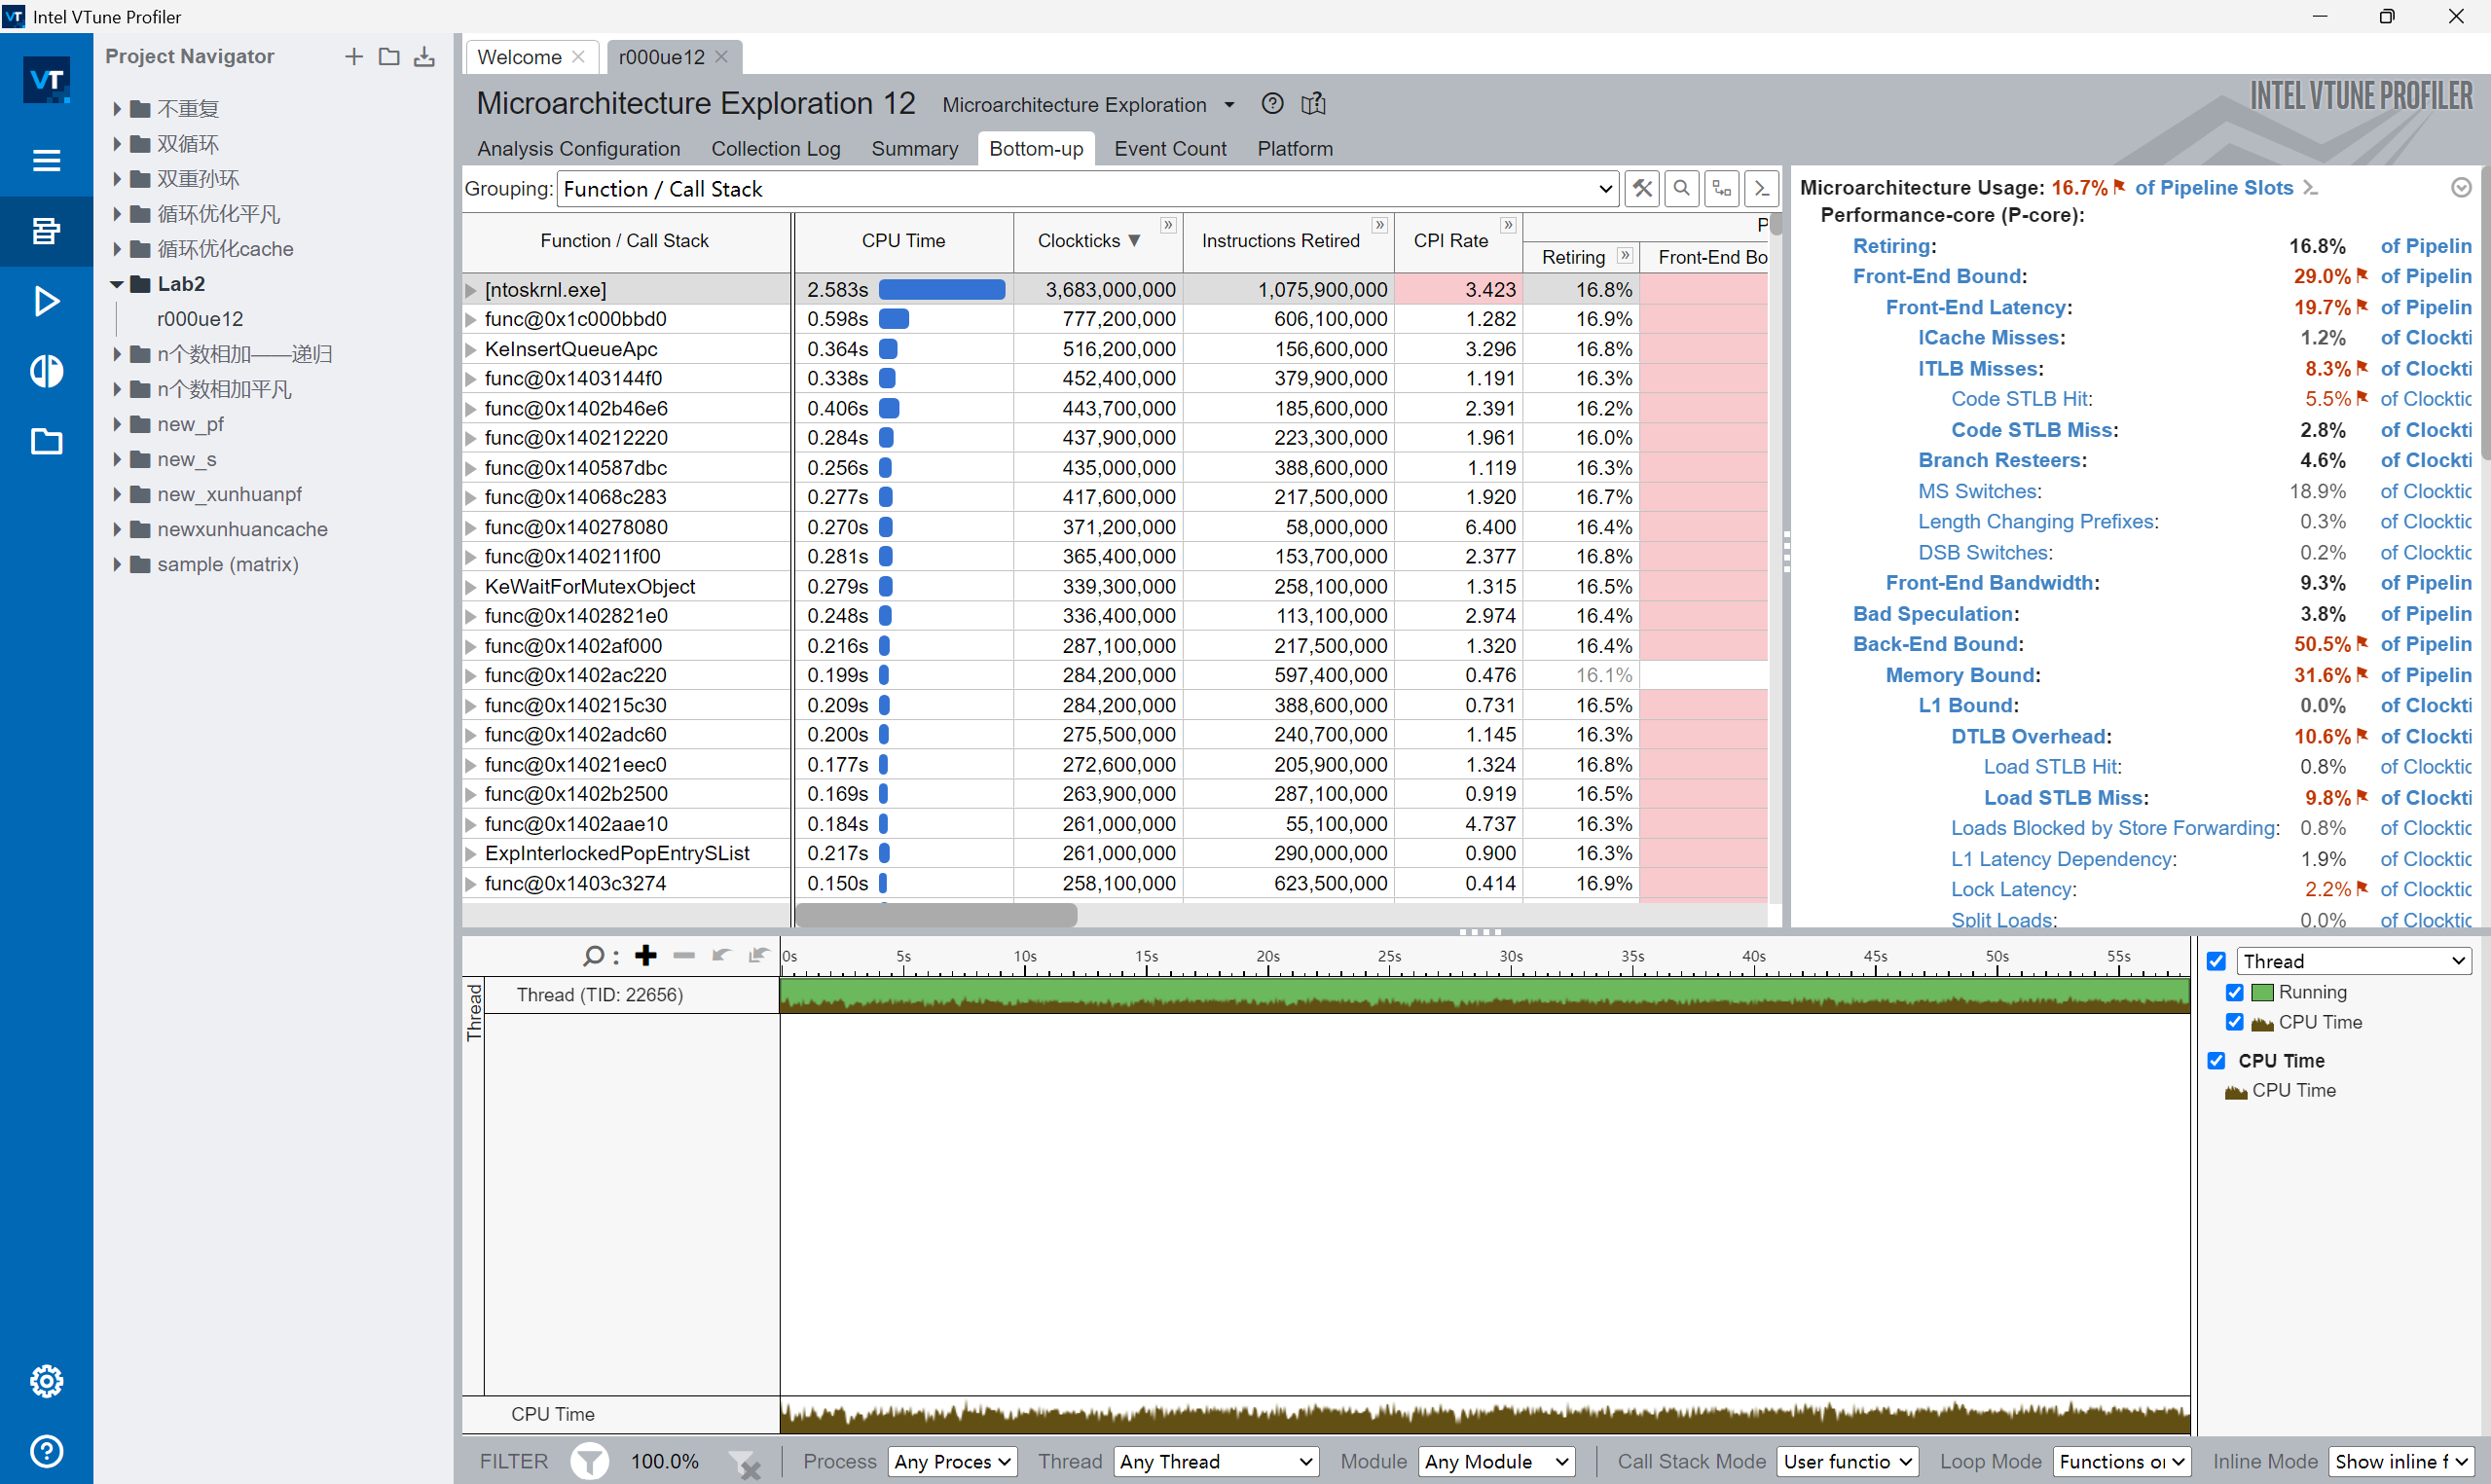 Intel VTune Profiler
Project Navigator
不重复
双循环
双重孙环
循环优化平凡
循环优化cache
Lab2
r000ue12
n个数相加——递归
n个数相加平凡
new_pf
new_s
new_xunhuanpf
newxunhuancache
sample (matrix)
Welcome
r000ue12
Microarchitecture Exploration 12 Microarchitecture Exploration
INTEL VTUNE PROFILER
Analysis Configuration Collection Log Summary Bottom-up Event Count Platform
Grouping: Function / Call Stack
Function / Call Stack CPU Time Clockticks ▼ Instructions Retired CPI Rate Retiring Front-End Bo
[ntoskrnl.exe] 2.583s 3,683,000,000 1,075,900,000 3.423 16.8%
func@0x1c000bbd0 0.598s 777,200,000 606,100,000 1.282 16.9%
KeInsertQueueApc 0.364s 516,200,000 156,600,000 3.296 16.8%
func@0x1403144f0 0.338s 452,400,000 379,900,000 1.191 16.3%
func@0x1402b46e6 0.406s 443,700,000 185,600,000 2.391 16.2%
func@0x140212220 0.284s 437,900,000 223,300,000 1.961 16.0%
func@0x140587dbc 0.256s 435,000,000 388,600,000 1.119 16.3%
func@0x14068c283 0.277s 417,600,000 217,500,000 1.920 16.7%
func@0x140278080 0.270s 371,200,000 58,000,000 6.400 16.4%
func@0x140211f00 0.281s 365,400,000 153,700,000 2.377 16.8%
KeWaitForMutexObject 0.279s 339,300,000 258,100,000 1.315 16.5%
func@0x1402821e0 0.248s 336,400,000 113,100,000 2.974 16.4%
func@0x1402af000 0.216s 287,100,000 217,500,000 1.320 16.4%
func@0x1402ac220 0.199s 284,200,000 597,400,000 0.476 16.1%
func@0x140215c30 0.209s 284,200,000 388,600,000 0.731 16.5%
func@0x1402adc60 0.200s 275,500,000 240,700,000 1.145 16.3%
func@0x14021eec0 0.177s 272,600,000 205,900,000 1.324 16.8%
func@0x1402b2500 0.169s 263,900,000 287,100,000 0.919 16.5%
func@0x1402aae10 0.184s 261,000,000 55,100,000 4.737 16.3%
ExpInterlockedPopEntrySList 0.217s 261,000,000 290,000,000 0.900 16.3%
func@0x1403c3274 0.150s 258,100,000 623,500,000 0.414 16.9%
Microarchitecture Usage: 16.7% of Pipeline Slots
Performance-core (P-core):
Retiring: 16.8% of Pipelin
Front-End Bound: 29.0% of Pipelin
Front-End Latency: 19.7% of Pipelin
ICache Misses: 1.2% of Clockti
ITLB Misses: 8.3% of Clockti
Code STLB Hit: 5.5% of Clocktic
Code STLB Miss: 2.8% of Clockti
Branch Resteers: 4.6% of Clockti
MS Switches: 18.9% of Clocktic
Length Changing Prefixes: 0.3% of Clocktic
DSB Switches: 0.2% of Clocktic
Front-End Bandwidth: 9.3% of Pipelin
Bad Speculation: 3.8% of Pipelin
Back-End Bound: 50.5% of Pipelin
Memory Bound: 31.6% of Pipelin
L1 Bound: 0.0% of Clockti
DTLB Overhead: 10.6% of Clockti
Load STLB Hit: 0.8% of Clocktic
Load STLB Miss: 9.8% of Clockti
Loads Blocked by Store Forwarding: 0.8% of Clocktic
L1 Latency Dependency: 1.9% of Clocktic
Lock Latency: 2.2% of Clocktic
Split Loads: 0.0% of Clocktic
0s 5s 10s 15s 20s 25s 30s 35s 40s 45s 50s 55s
Thread
Thread (TID: 22656)
CPU Time
Thread
Running
CPU Time
CPU Time
CPU Time
FILTER 100.0% Process Any Proces Thread Any Thread Module Any Module Call Stack Mode User functio Loop Mode Functions o Inline Mode Show inline f